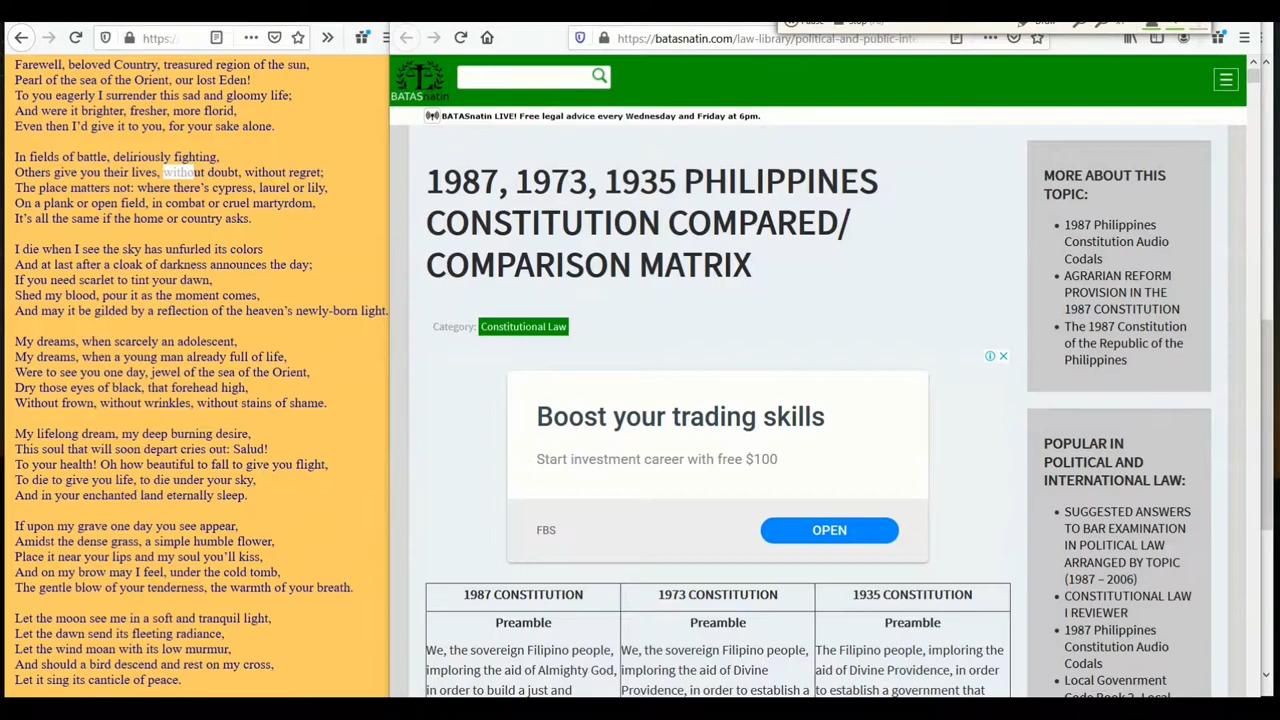 https:/
Farewell, beloved Country, treasured region of the sun,
Pearl of the sea of the Orient, our lost Eden!
To you eagerly I surrender this sad and gloomy life;
And were it brighter, fresher, more florid,
Even then I’d give it to you, for your sake alone.
In fields of battle, deliriously fighting,
Others give you their lives, without doubt, without regret;
The place matters not: where there’s cypress, laurel or lily,
On a plank or open field, in combat or cruel martyrdom,
It’s all the same if the home or country asks.
I die when I see the sky has unfurled its colors
And at last after a cloak of darkness announces the day;
If you need scarlet to tint your dawn,
Shed my blood, pour it as the moment comes,
And may it be gilded by a reflection of the heaven’s newly-born light.
My dreams, when scarcely an adolescent,
My dreams, when a young man already full of life,
Were to see you one day, jewel of the sea of the Orient,
Dry those eyes of black, that forehead high,
Without frown, without wrinkles, without stains of shame.
My lifelong dream, my deep burning desire,
This soul that will soon depart cries out: Salud!
To your health! Oh how beautiful to fall to give you flight,
To die to give you life, to die under your sky,
And in your enchanted land eternally sleep.
If upon my grave one day you see appear,
Amidst the dense grass, a simple humble flower,
Place it near your lips and my soul you’ll kiss,
And on my brow may I feel, under the cold tomb,
The gentle blow of your tenderness, the warmth of your breath.
Let the moon see me in a soft and tranquil light,
Let the dawn send its fleeting radiance,
Let the wind moan with its low murmur,
And should a bird descend and rest on my cross,
Let it sing its canticle of peace.
https://batasnatin.com/law-library/political-and-public-inte
BATASnatin
BATASnatin LIVE! Free legal advice every Wednesday and Friday at 6pm.
1987, 1973, 1935 PHILIPPINES
CONSTITUTION COMPARED/
COMPARISON MATRIX
Category: Constitutional Law
Boost your trading skills
Start investment career with free $100
FBS
OPEN
1987 CONSTITUTION
1973 CONSTITUTION
1935 CONSTITUTION
Preamble
Preamble
Preamble
We, the sovereign Filipino people,
imploring the aid of Almighty God,
in order to build a just and
We, the sovereign Filipino people,
imploring the aid of Divine
Providence, in order to establish a
The Filipino people, imploring the
aid of Divine Providence, in order
to establish a government that
MORE ABOUT THIS
TOPIC:
1987 Philippines
Constitution Audio
Codals
AGRARIAN REFORM
PROVISION IN THE
1987 CONSTITUTION
The 1987 Constitution
of the Republic of the
Philippines
POPULAR IN
POLITICAL AND
INTERNATIONAL LAW:
SUGGESTED ANSWERS
TO BAR EXAMINATION
IN POLITICAL LAW
ARRANGED BY TOPIC
(1987 – 2006)
CONSTITUTIONAL LAW
I REVIEWER
1987 Philippines
Constitution Audio
Codals
Local Govenrment
Code Book 2, Local